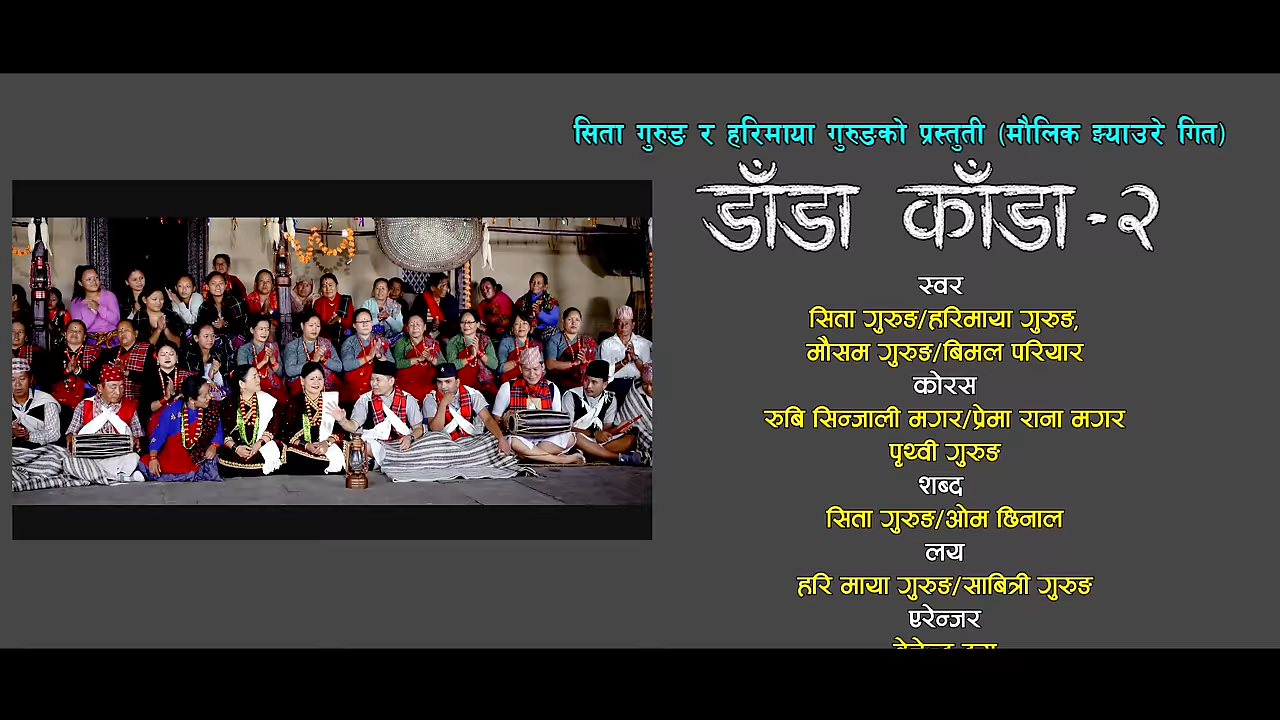 सिता गुरुङ र हरिमाया गुरुङको प्रस्तुती (मौलिक झ्याउरे गित)
डाँडा काँडा - २
स्वर
सिता गुरुङ/हरिमाया गुरुङ,
मौसम गुरुङ/बिमल परियार
कोरस
रुबि सिन्जाली मगर/प्रेमा राना मगर
पृथ्वी गुरुङ
शब्द
सिता गुरुङ/ओम छिनाल
लय
हरि माया गुरुङ/साबित्री गुरुङ
एरेन्जर